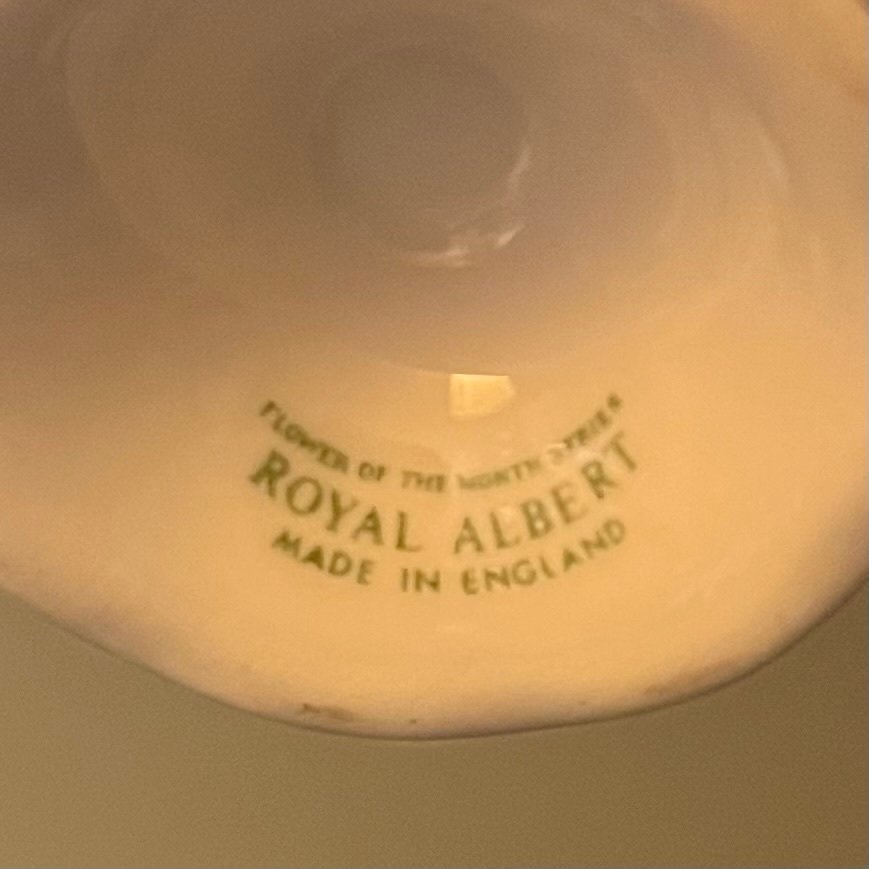 FLOWER OF THE MONTH SERIES
ROYAL ALBERT
MADE IN ENGLAND